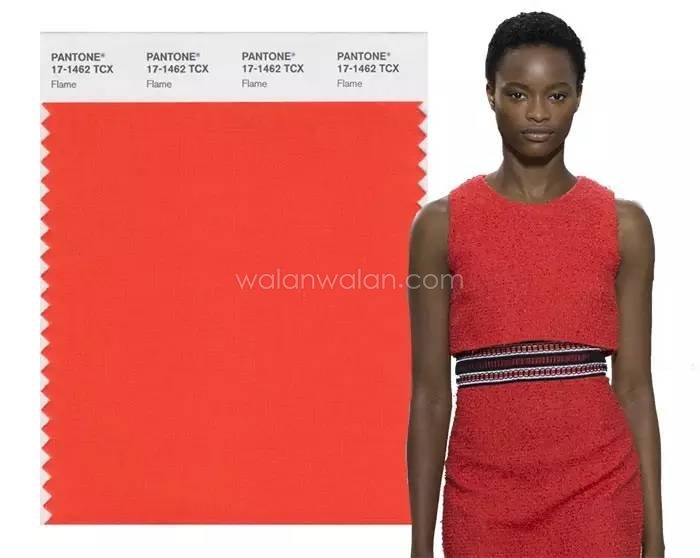 PANTONE® PANTONE® PANTONE® PANTONE®
17-1462 TCX 17-1462 TCX 17-1462 TCX 17-1462 TCX
Flame Flame Flame Flame
walanwalan.com